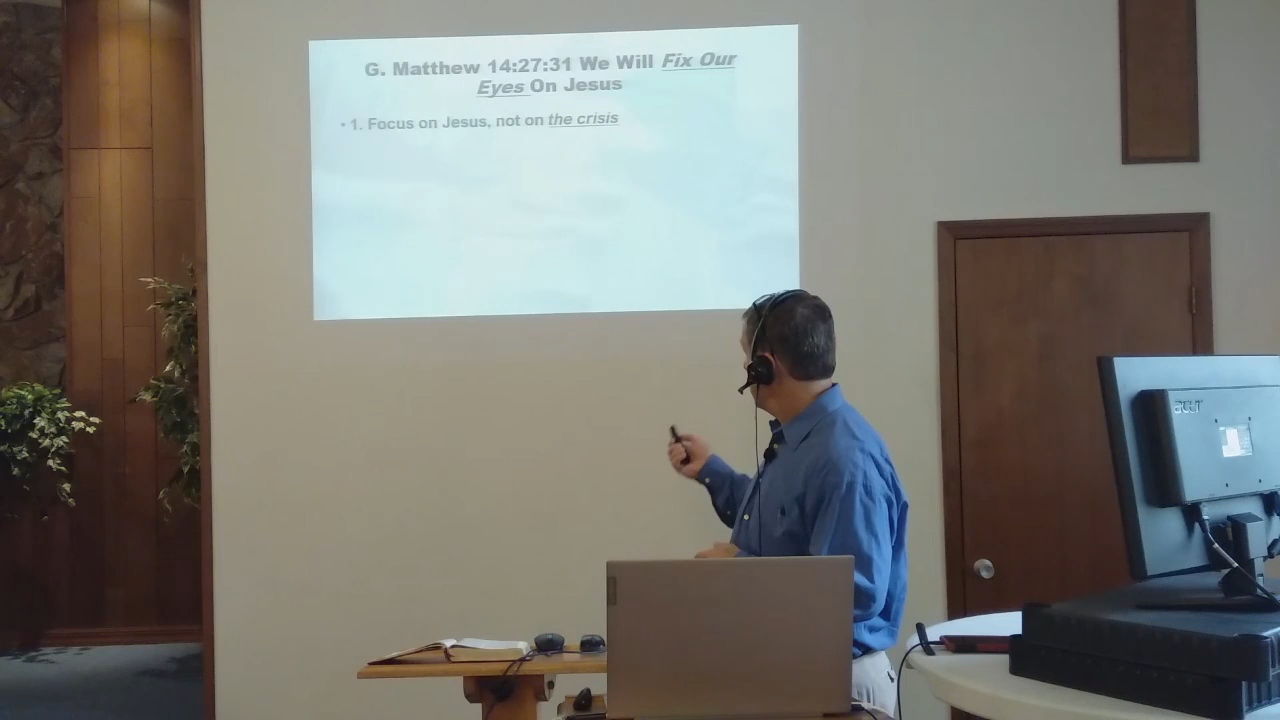 G. Matthew 14:27:31 We Will Fix Our
Eyes On Jesus
• 1. Focus on Jesus, not on the crisis
acer